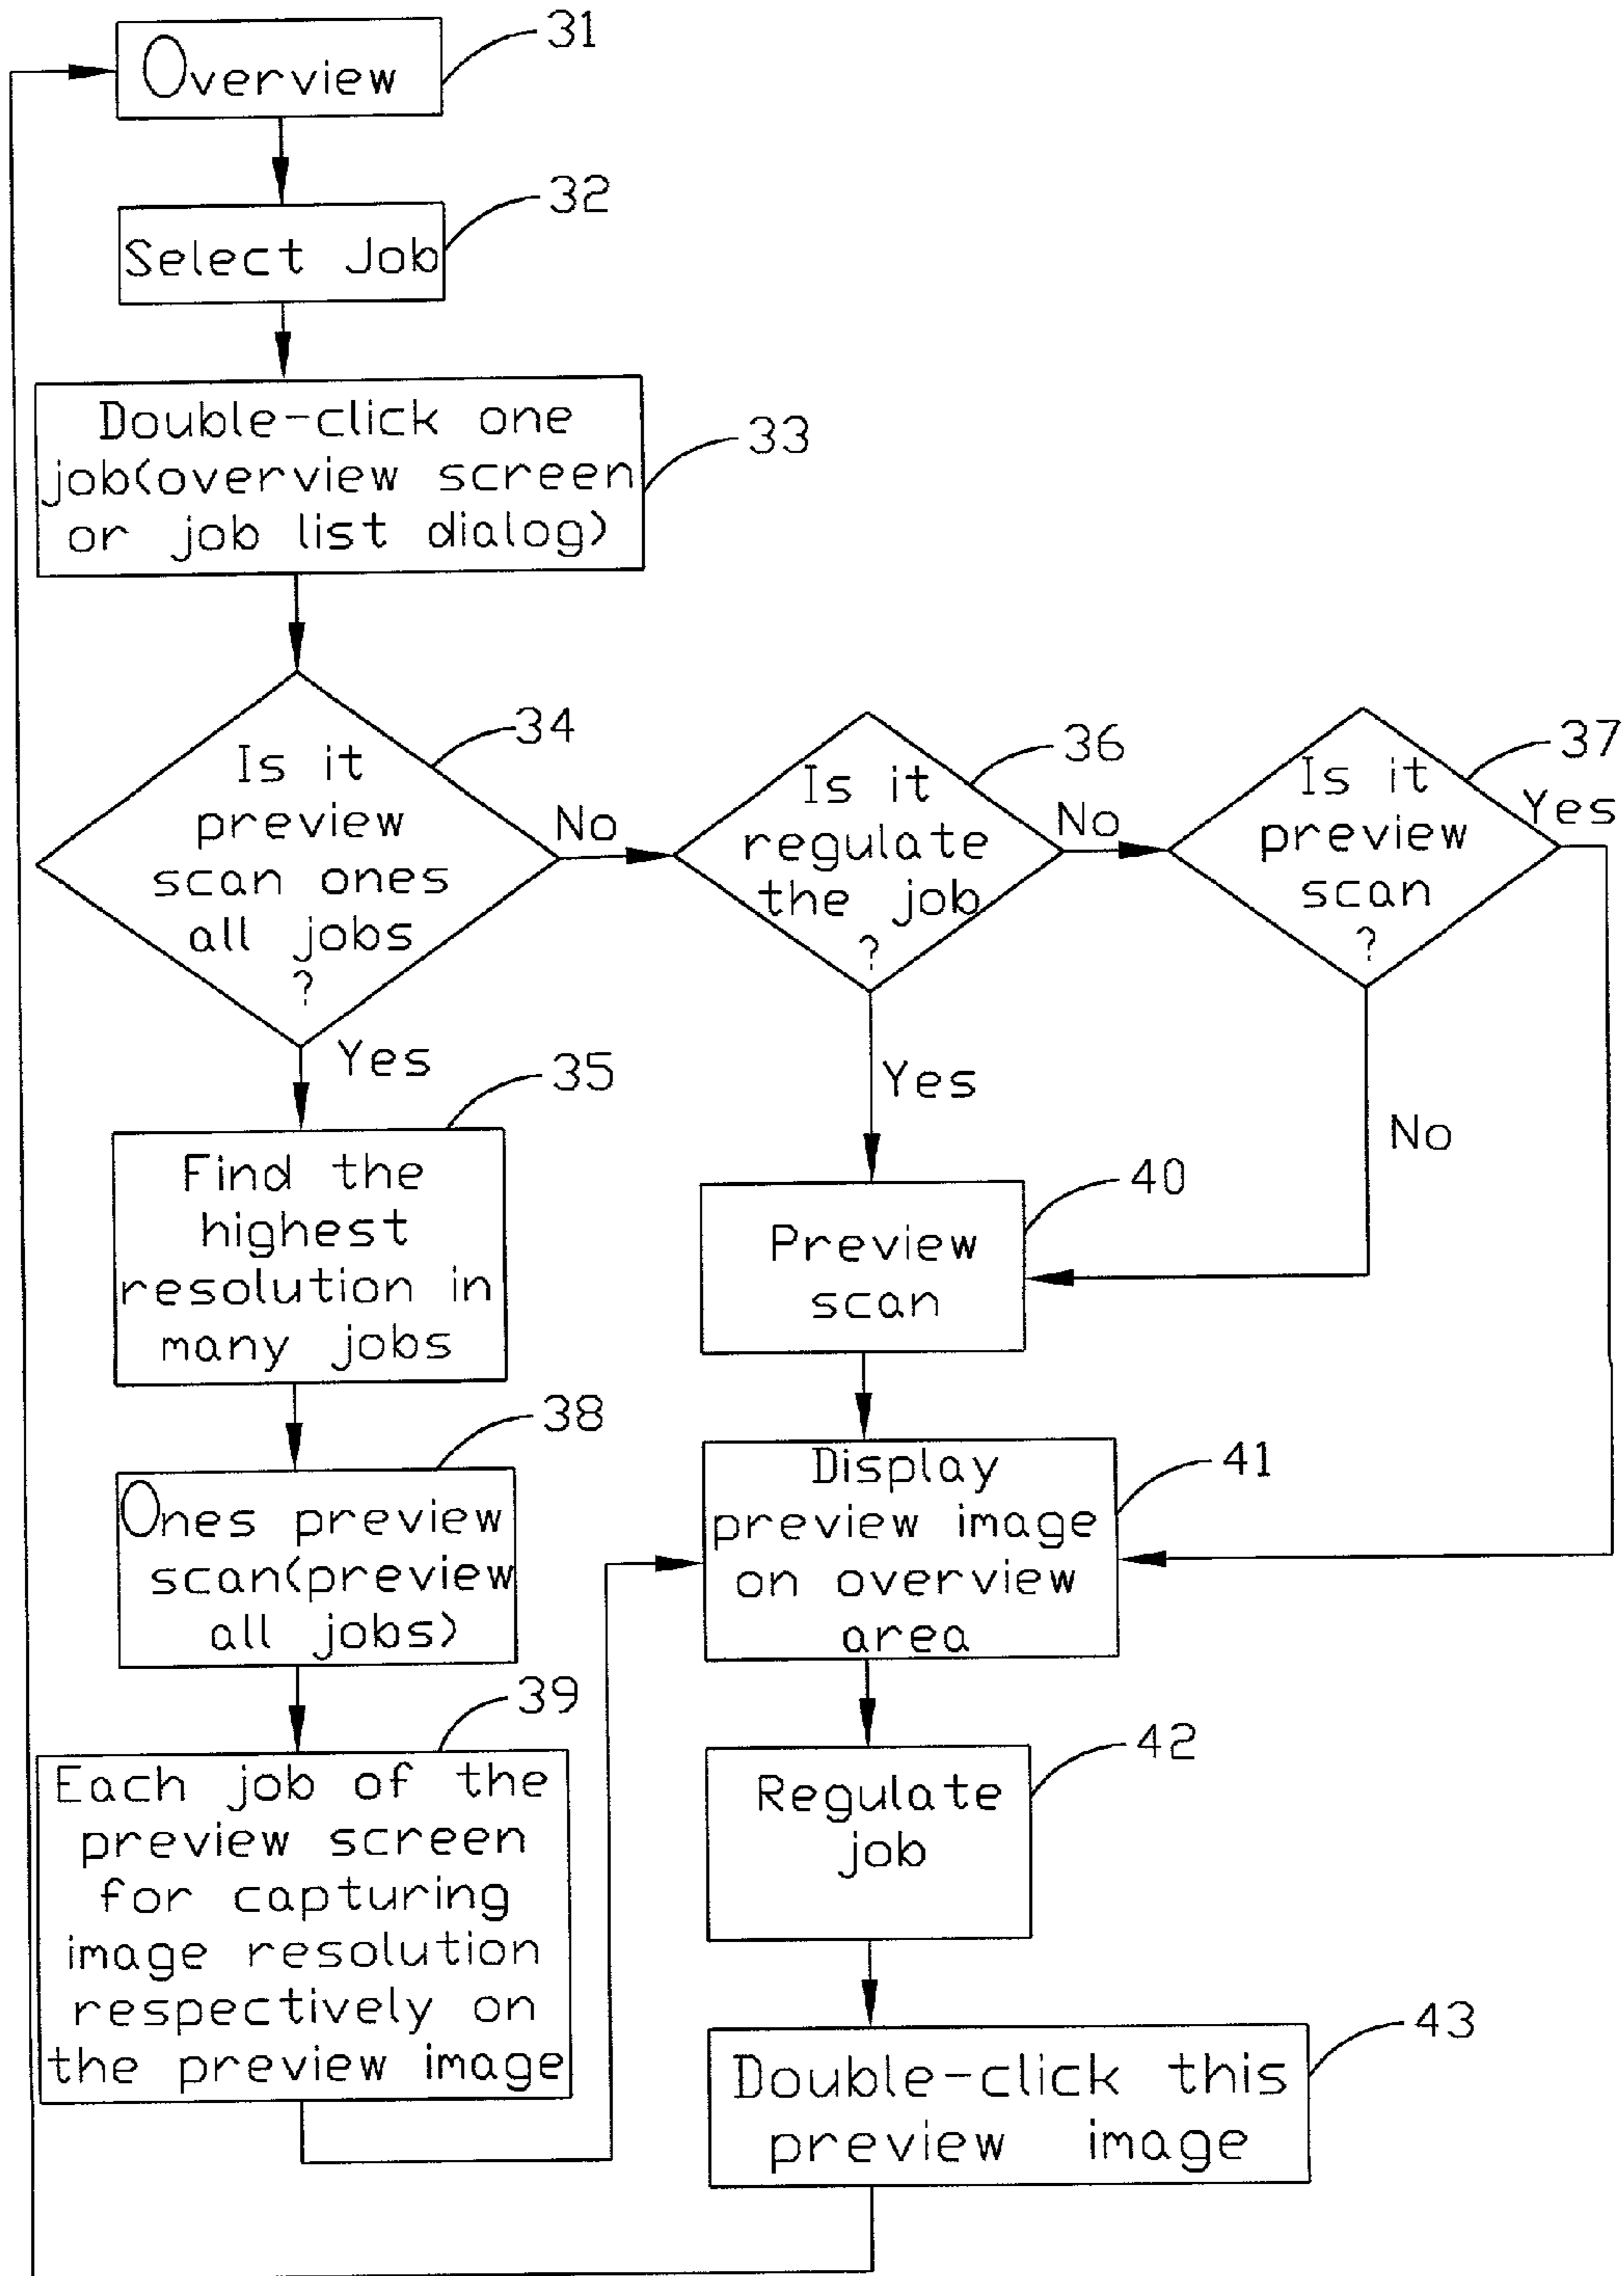 31
Overview
32
Select Job
33
Double-click one
job(overview screen
or job list dialog)
34
Is it
preview
scan ones
all jobs
?
No
36
Is it
regulate
the job
?
No
37
Is it
preview
scan
?
Yes
Yes
35
Find the
highest
resolution in
many jobs
Yes
No
40
Preview
scan
38
Ones preview
scan(preview
all jobs)
41
Display
preview image
on overview
area
39
Each job of the
preview screen
for capturing
image resolution
respectively on
the preview image
42
Regulate
job
43
Double-click this
preview image